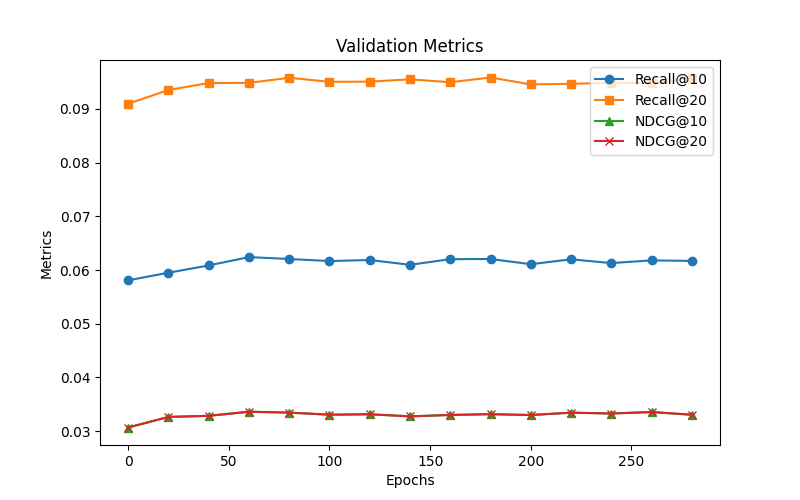 Validation Metrics
Recall@10
Recall@20
NDCG@10
NDCG@20
0.09
0.08
0.07
0.06
0.05
0.04
0.03
Metrics
0 50 100 150 200 250
Epochs